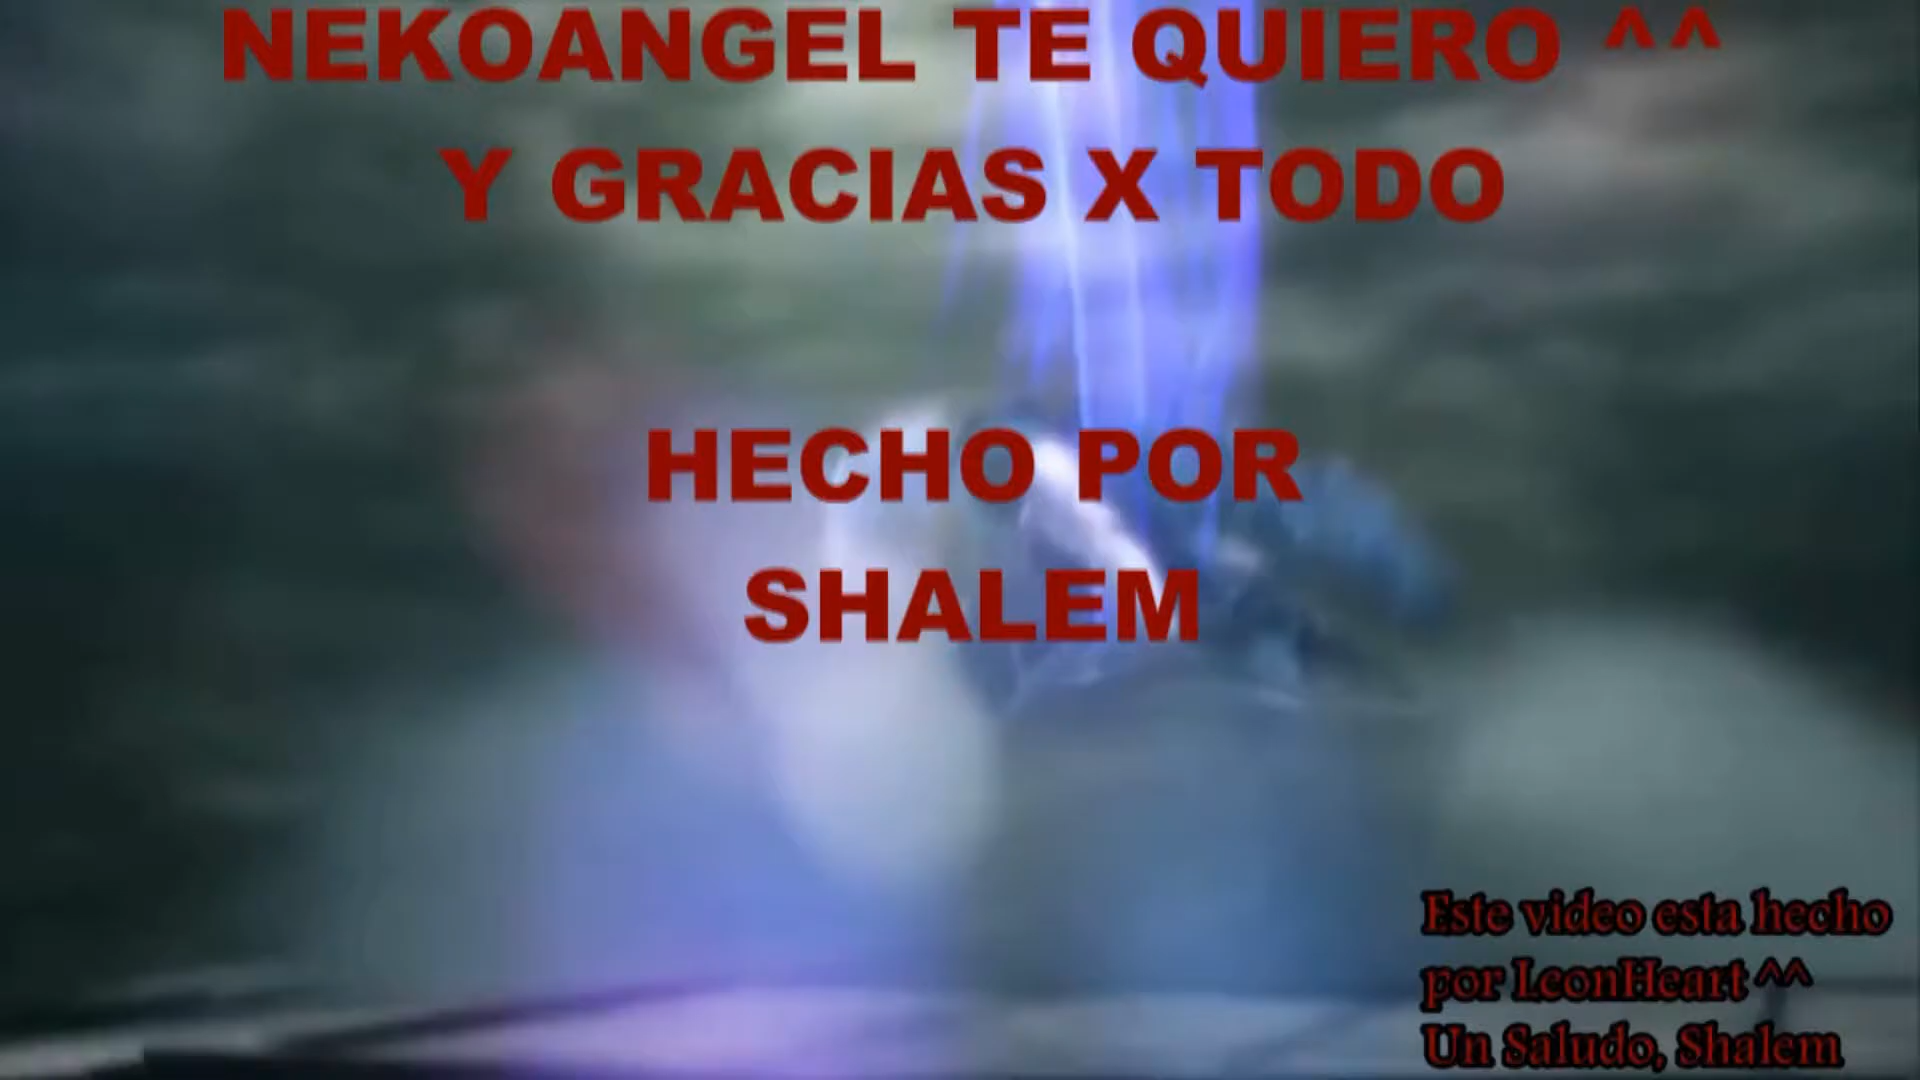 NEKOANGEL TE QUIERO ^^
Y GRACIAS X TODO
HECHO POR
SHALEM
Este video esta hecho
por LeonHeart ^^
Un Saludo, Shalem